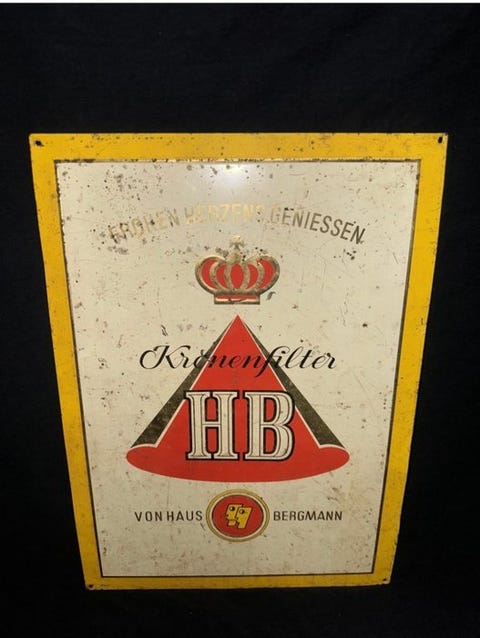 FROHEN HERZENS GENIESSEN
Kronenfilter
HB
VON HAUS BERGMANN